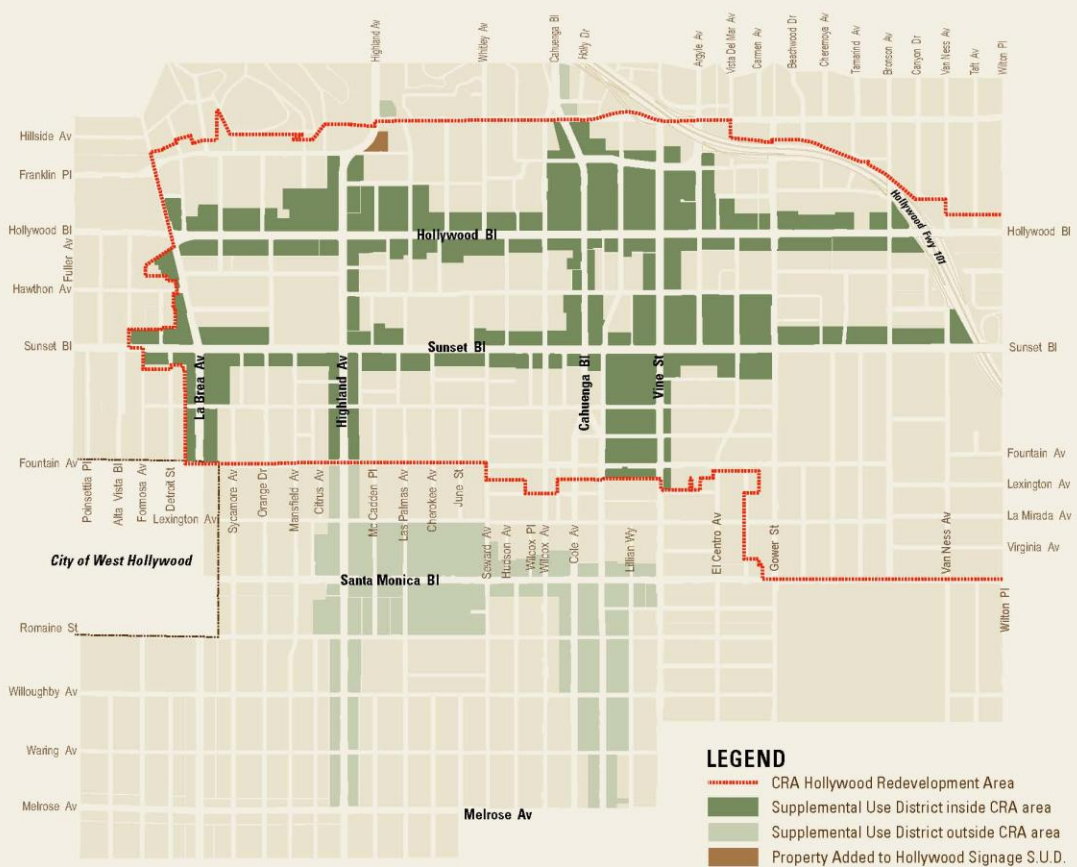 Highland Av
Whitley Av
Cahuenga Bl
Holly Dr
Argyle Av
Vista Del Mar Av
Carmen Av
Beachwood Dr
Cheremoya Av
Tamarind Av
Bronson Av
Canyon Dr
Van Ness Av
Taft Av
Wilton Pl
Hillside Av
Franklin Pl
Hollywood Bl
Hollywood Bl
Hollywood Bl
Hollywood Fwy 101
Fuller Av
Hawthon Av
Sunset Bl
Sunset Bl
Sunset Bl
La Brea Av
Highland Av
Cahuenga Bl
Vine St
Fountain Av
Fountain Av
Poinsettia Pl
Alta Vista Bl
Formosa Av
Detroit St
Lexington Av
Sycamore Av
Orange Dr
Mansfield Av
Citrus Av
Mc Cadden Pl
Las Palmas Av
Cherokee Av
June St
Seward Av
Hudson Av
Wilcox Pl
Wilcox Av
Cole Av
Lillian Wy
El Centro Av
Gower St
Van Ness Av
Lexington Av
La Mirada Av
Virginia Av
City of West Hollywood
Santa Monica Bl
Wilton Pl
Romaine St
Willoughby Av
Waring Av
Melrose Av
Melrose Av
LEGEND
CRA Hollywood Redevelopment Area
Supplemental Use District inside CRA area
Supplemental Use District outside CRA area
Property Added to Hollywood Signage S.U.D.